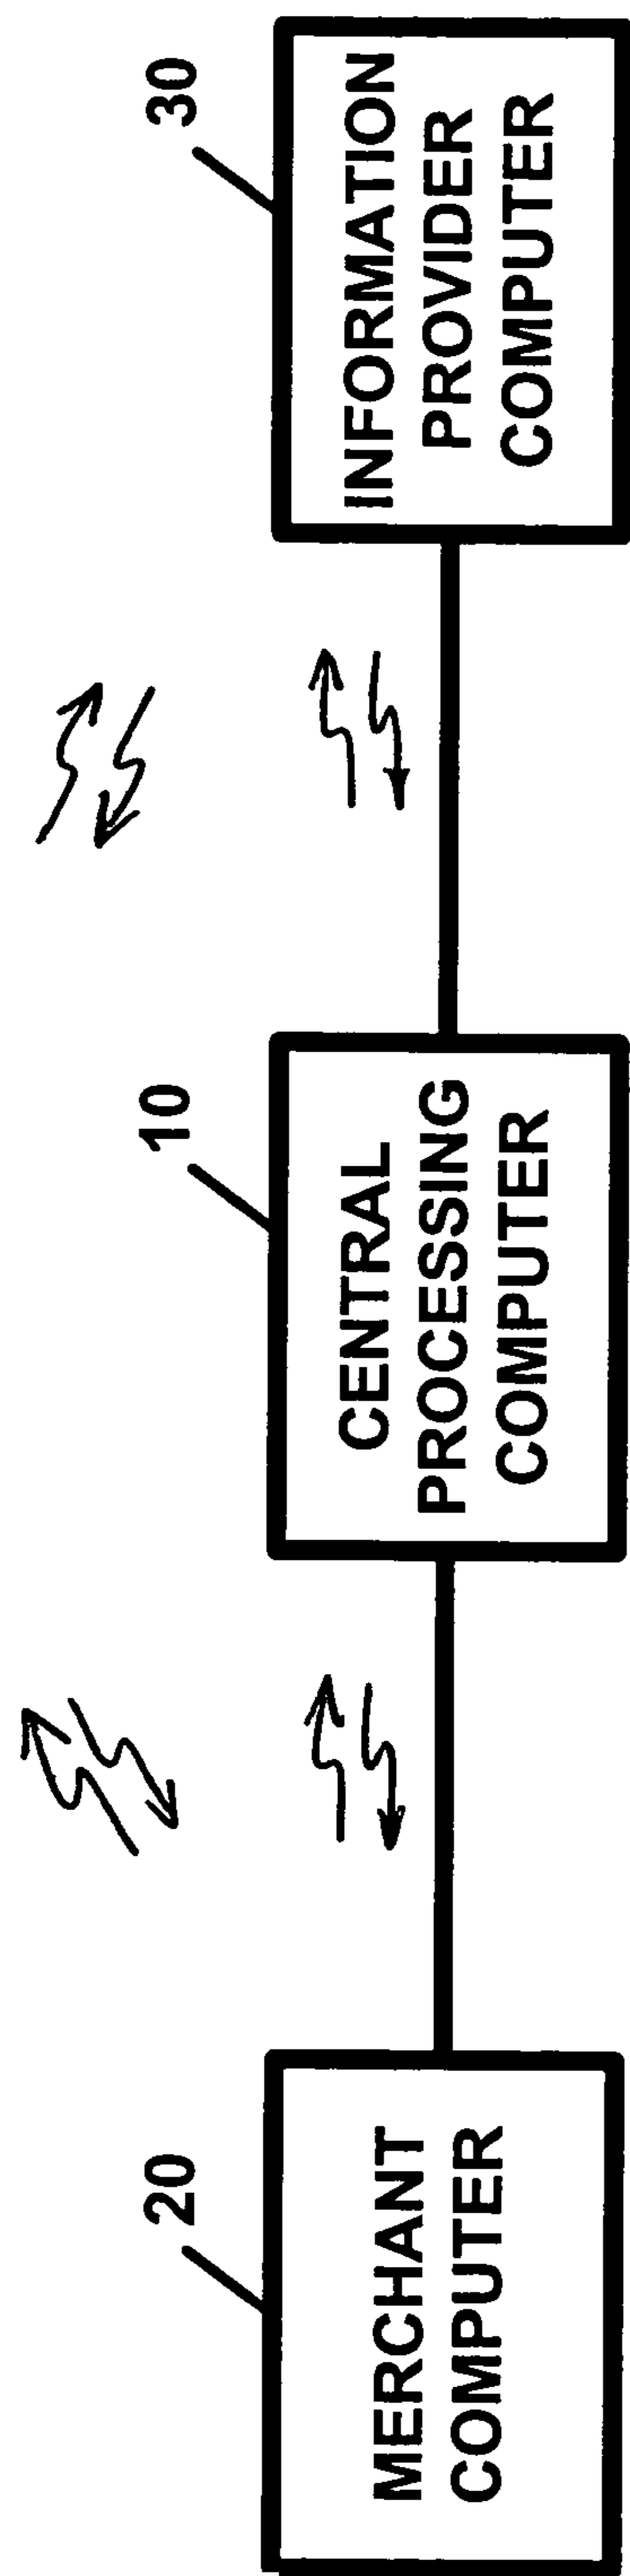 20
MERCHANT
COMPUTER
10
CENTRAL
PROCESSING
COMPUTER
30
INFORMATION
PROVIDER
COMPUTER